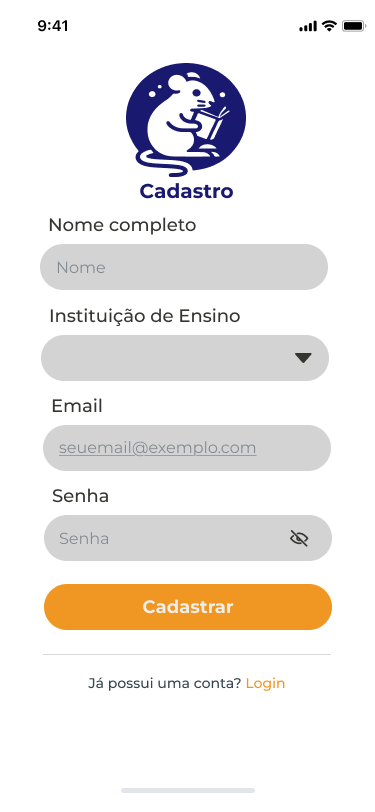 9:41
Cadastro
Nome completo
Nome
Instituição de Ensino
Email
seuemail@exemplo.com
Senha
Senha
Cadastrar
Já possui uma conta? Login